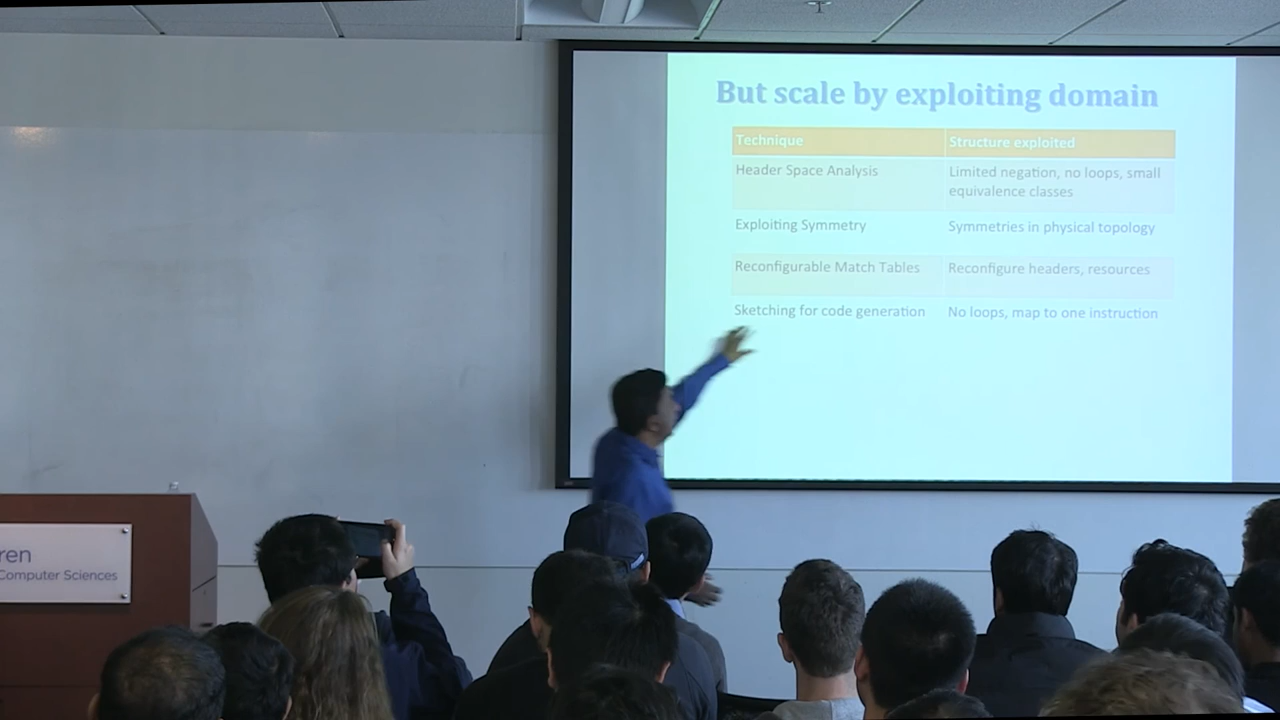 But scale by exploiting domain
Technique
Structure exploited
Header Space Analysis
Limited negation, no loops, small
equivalence classes
Exploiting Symmetry
Symmetries in physical topology
Reconfigurable Match Tables
Reconfigure headers, resources
Sketching for code generation
No loops, map to one instruction
ren
Computer Sciences